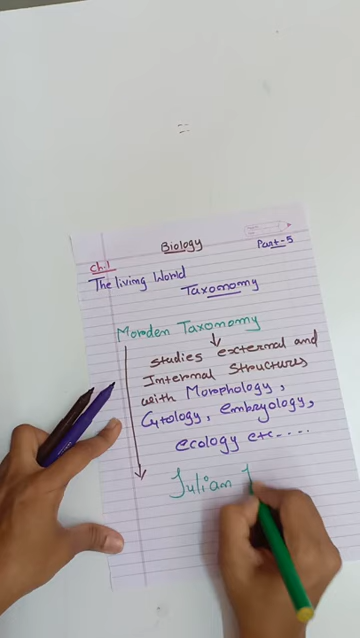 Biology
Part-5
Ch-1
The living World
Taxonomy
Morden Taxonomy
studies external and
Internal Structures
with Morophology,
Cytology, embryology,
ecology etc....
Julian